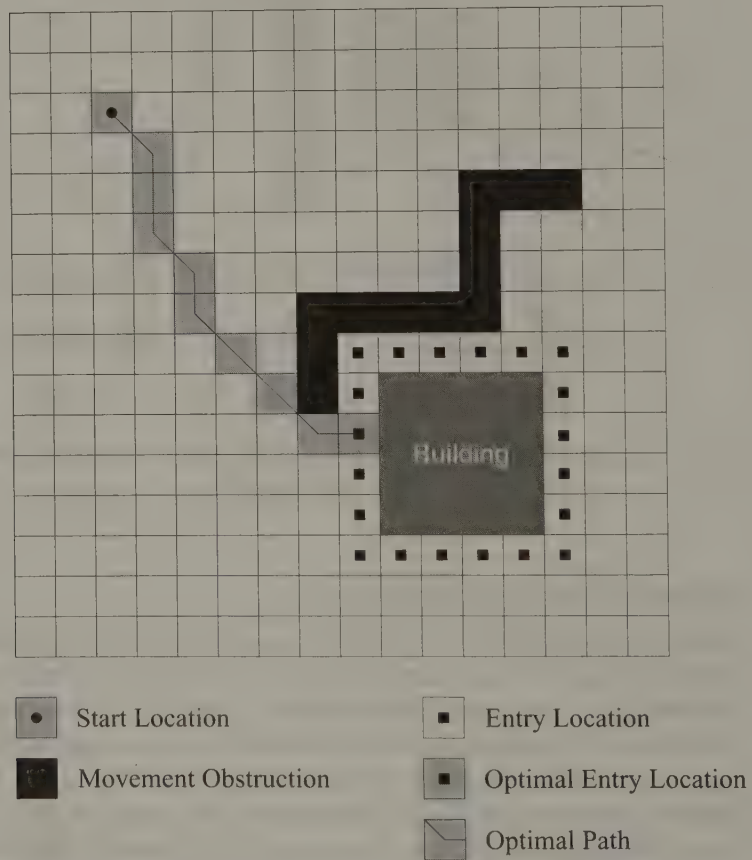 Building
Start Location
Entry Location
Movement Obstruction
Optimal Entry Location
Optimal Path